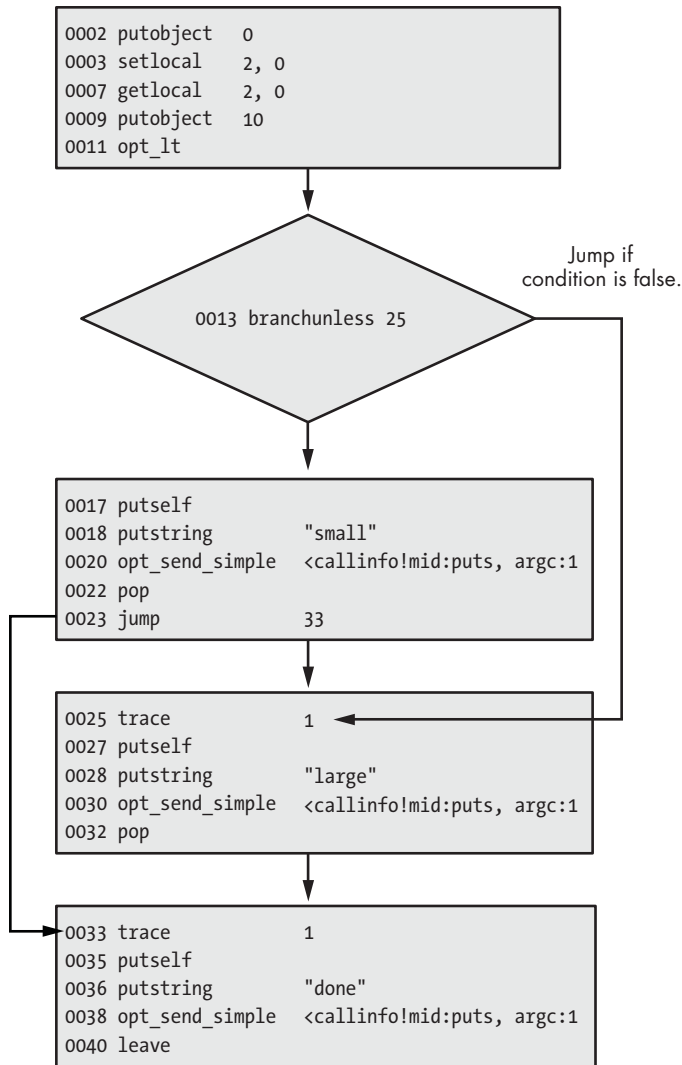 0002 putobject 0
0003 setlocal 2, 0
0007 getlocal 2, 0
0009 putobject 10
0011 opt_lt
Jump if
condition is false.
0013 branchunless 25
0017 putself
0018 putstring "small"
0020 opt_send_simple <callinfo!mid:puts, argc:1
0022 pop
0023 jump 33
0025 trace 1
0027 putself
0028 putstring "large"
0030 opt_send_simple <callinfo!mid:puts, argc:1
0032 pop
0033 trace 1
0035 putself
0036 putstring "done"
0038 opt_send_simple <callinfo!mid:puts, argc:1
0040 leave